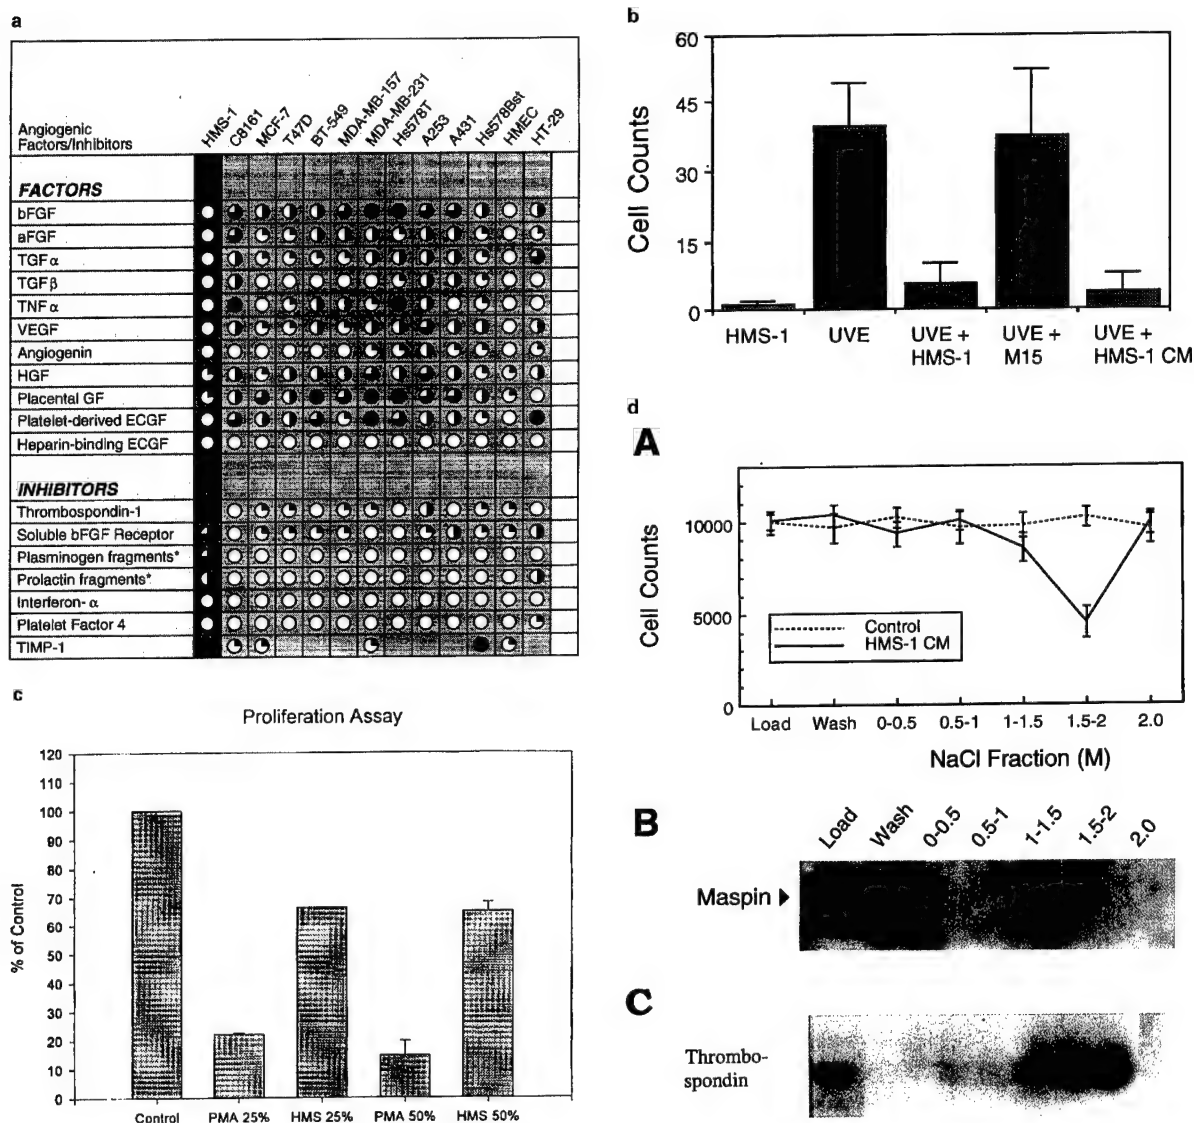 a
Angiogenic
Factors/Inhibitors
HMS-1
C8161
MCF-7
T47D
BT-549
MDA-MB-157
MDA-MB-231
Hs578T
A253
A431
Hs578Bst
HMEC
HT-29
FACTORS
bFGF
aFGF
TGF α
TGF β
TNF α
VEGF
Angiogenin
HGF
Placental GF
Platelet-derived ECGF
Heparin-binding ECGF
INHIBITORS
Thrombospondin-1
Soluble bFGF Receptor
Plasminogen fragments*
Prolactin fragments*
Interferon- α
Platelet Factor 4
TIMP-1
b
Cell Counts
60
45
30
15
0
HMS-1
UVE
UVE +
HMS-1
UVE +
M15
UVE +
HMS-1 CM
c
Proliferation Assay
% of Control
120
110
100
90
80
70
60
50
40
30
20
10
0
Control
PMA 25%
HMS 25%
PMA 50%
HMS 50%
d
A
Cell Counts
10000
5000
0
Control
HMS-1 CM
Load
Wash
0-0.5
0.5-1
1-1.5
1.5-2
2.0
NaCl Fraction (M)
B
Load
Wash
0-0.5
0.5-1
1-1.5
1.5-2
2.0
Maspin
C
Thrombo-
spondin